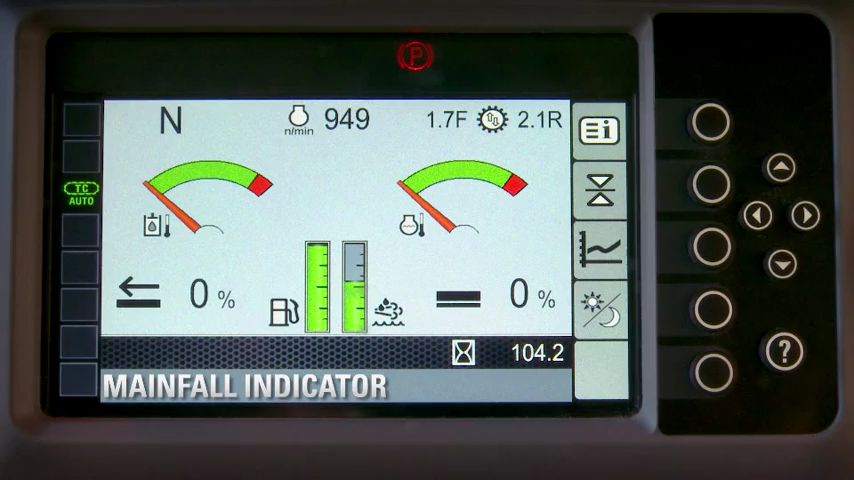 P
N
n/min
949
1.7F
2.1R
TC
AUTO
0 %
0 %
104.2
MAINFALL INDICATOR
?